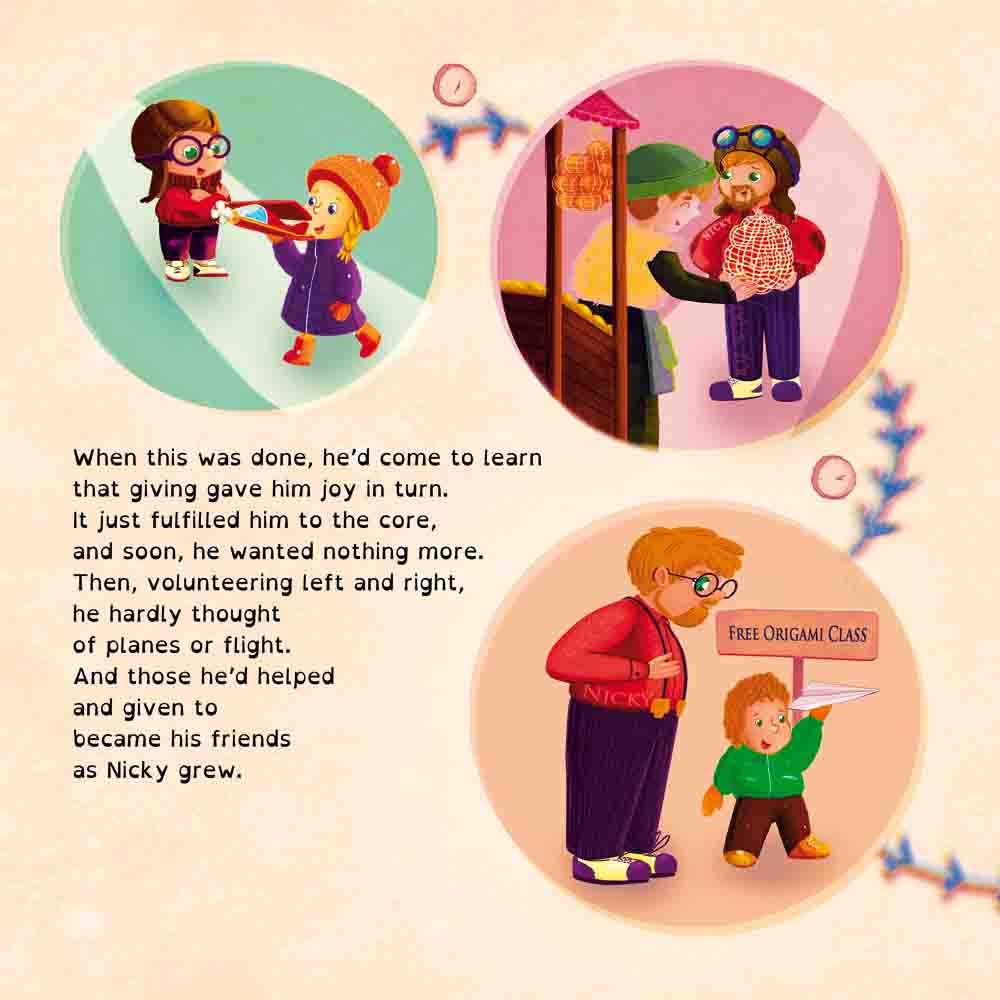 NICKY
When this was done, he'd come to learn
that giving gave him joy in turn.
It just fulfilled him to the core,
and soon, he wanted nothing more.
Then, volunteering left and right,
he hardly thought
of planes or flight.
And those he'd helped
and given to
became his friends
as Nicky grew.
FREE ORIGAMI CLASS
NICKY